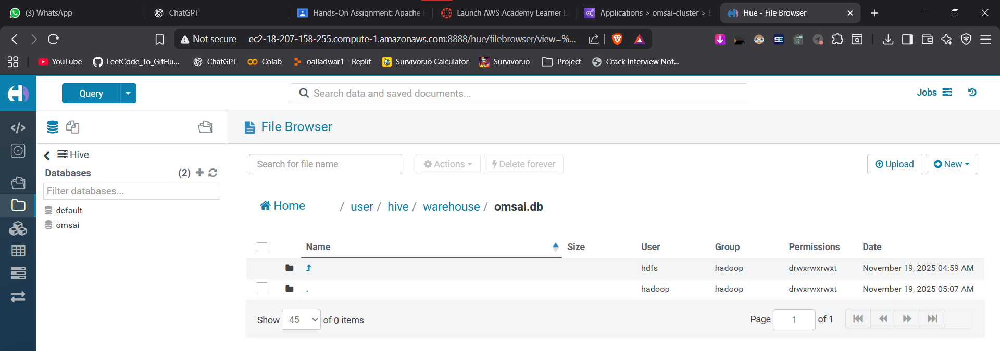 (3) WhatsApp
ChatGPT
Hands-On Assignment: Apache
Launch AWS Academy Learner L
Applications > omsai-cluster > E
Hue - File Browser
Not secure ec2-18-207-158-255.compute-1.amazonaws.com:8888/hue/filebrowser/view=%...
YouTube
LeetCode_To_GitHu...
ChatGPT
Colab
oalladwar1 - Replit
Survivor.io Calculator
Survivor.io
Project
Crack Interview Not...
Query
Search data and saved documents...
Jobs
File Browser
Hive
Databases (2)
Filter databases...
default
omsai
Search for file name
Actions
Delete forever
Upload
New
Home / user / hive / warehouse / omsai.db
Name Size User Group Permissions Date
hdfs hadoop drwxrwxrwxt November 19, 2025 04:59 AM
. hadoop hadoop drwxrwxrwxt November 19, 2025 05:07 AM
Show 45 of 0 items
Page 1 of 1